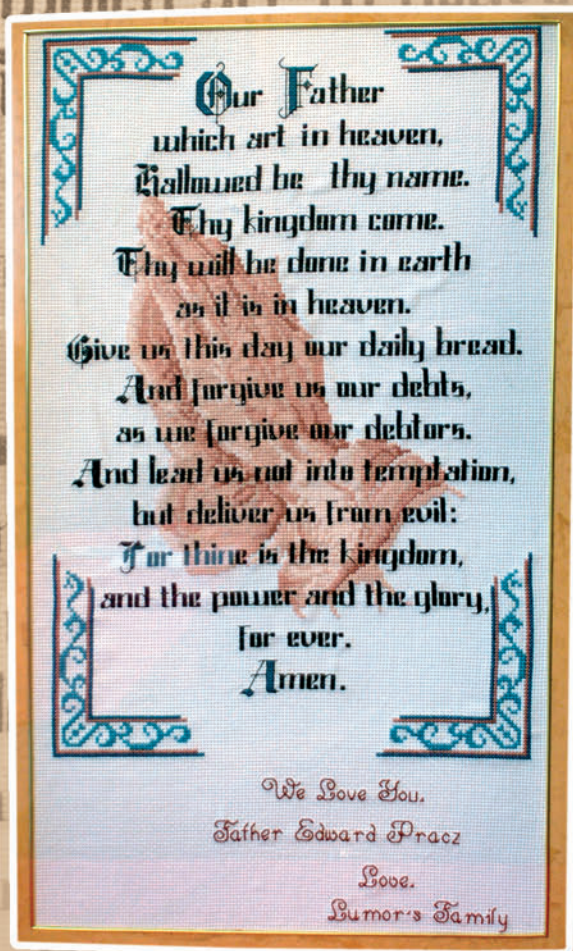 Our Father
which art in heaven,
Hallowed be thy name.
Thy kingdom come.
Thy will be done in earth
as it is in heaven.
Give us this day our daily bread.
And forgive us our debts,
as we forgive our debtors.
And lead us not into temptation,
but deliver us from evil:
For thine is the kingdom,
and the power and the glory,
for ever.
Amen.
We Love You,
Father Edward Pracz
Love,
Lumor's Family